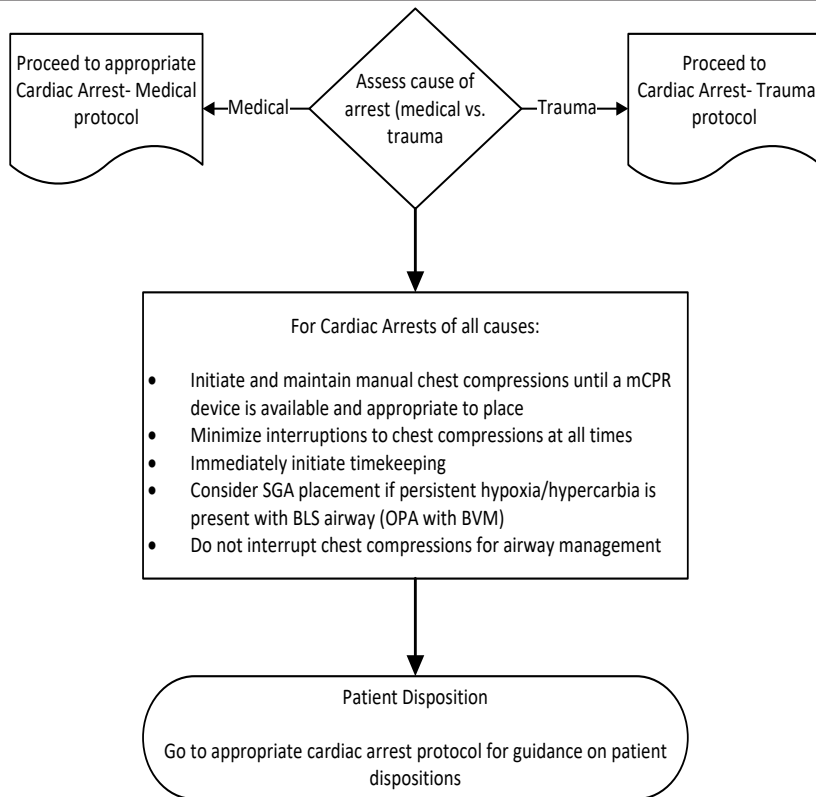 Proceed to appropriate
Cardiac Arrest- Medical
protocol
Medical
Assess cause of
arrest (medical vs.
trauma
Trauma
Proceed to
Cardiac Arrest- Trauma
protocol
For Cardiac Arrests of all causes:
• Initiate and maintain manual chest compressions until a mCPR
device is available and appropriate to place
• Minimize interruptions to chest compressions at all times
• Immediately initiate timekeeping
• Consider SGA placement if persistent hypoxia/hypercarbia is
present with BLS airway (OPA with BVM)
• Do not interrupt chest compressions for airway management
Patient Disposition
Go to appropriate cardiac arrest protocol for guidance on patient
dispositions